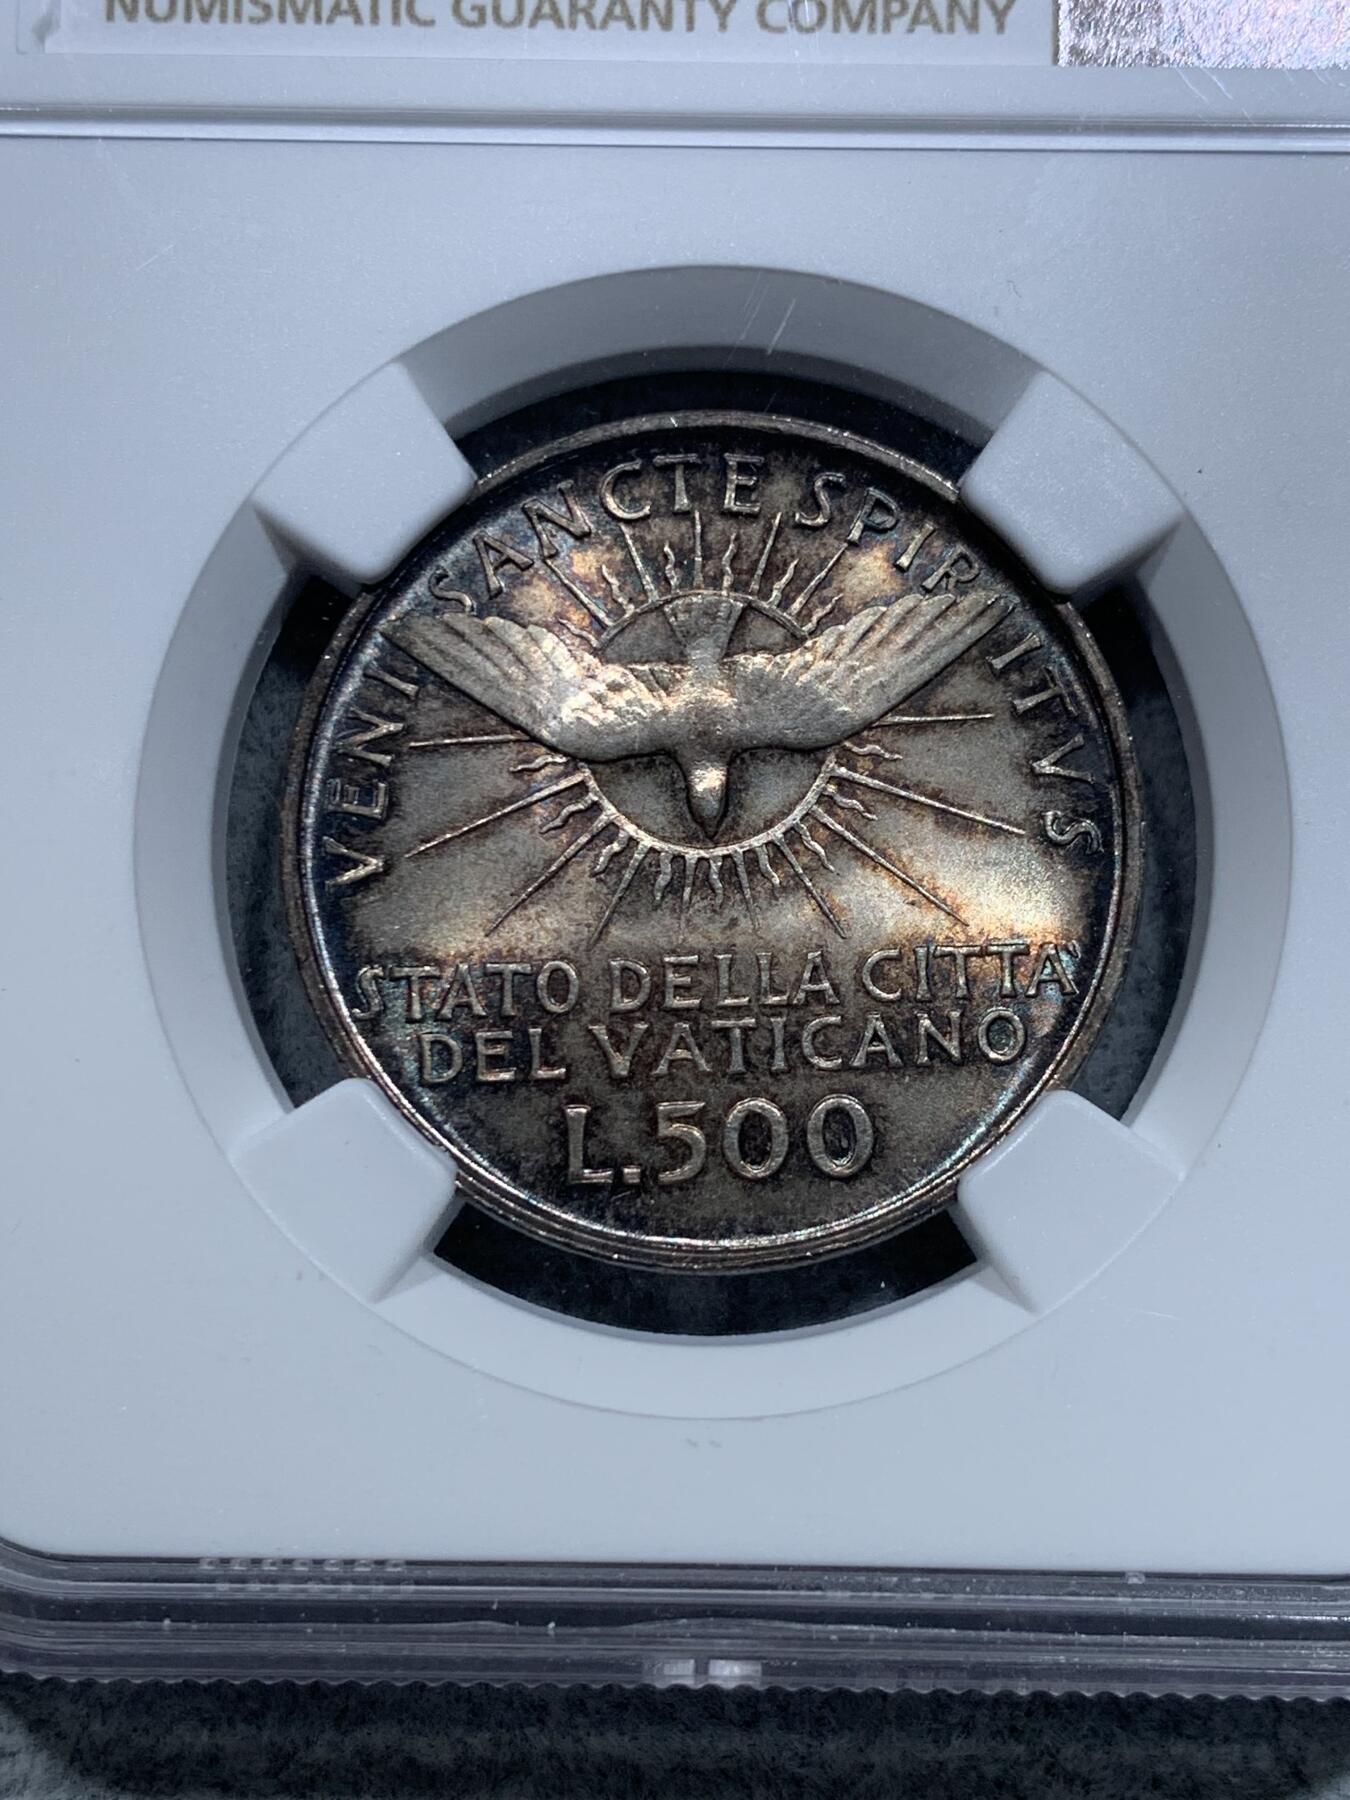 NUMISMATIC GUARANTY COMPANY
VENI SANCTE SPIRITVS
STATO DELLA CITTA'
DEL VATICANO
L.500